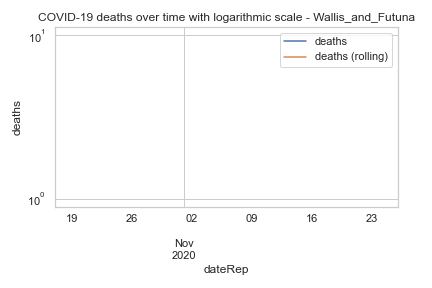 COVID-19 deaths over time with logarithmic scale - Wallis_and_Futuna
10¹
deaths
deaths (rolling)
deaths
10⁰
19 26 02 09 16 23
Nov
2020
dateRep